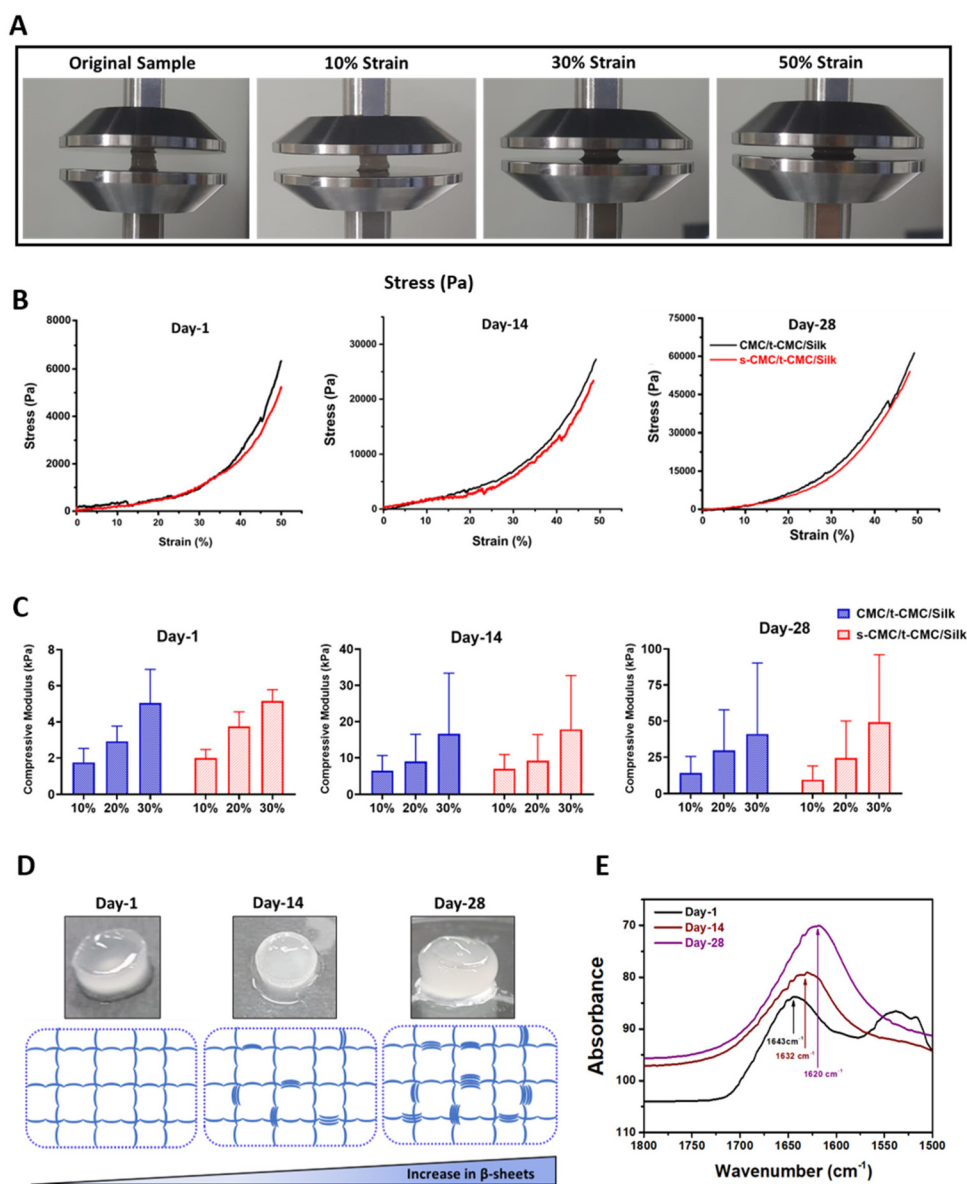 A
Original Sample
10% Strain
30% Strain
50% Strain
B
Stress (Pa)
Day-1
Stress (Pa)
8000
6000
4000
2000
0
0 10 20 30 40 50
Strain (%)
Day-14
Stress (Pa)
30000
25000
20000
15000
10000
5000
0
0 10 20 30 40 50
Strain (%)
Day-28
CMC/t-CMC/Silk
s-CMC/t-CMC/Silk
Stress (Pa)
75000
60000
45000
30000
15000
0
0 10 20 30 40 50
Strain (%)
C
CMC/t-CMC/Silk
s-CMC/t-CMC/Silk
Day-1
Compressive Modulus (kPa)
8
6
4
2
0
10% 20% 30% 10% 20% 30%
Day-14
Compressive Modulus (kPa)
40
30
20
10
0
10% 20% 30% 10% 20% 30%
Day-28
Compressive Modulus (kPa)
100
75
50
25
0
10% 20% 30% 10% 20% 30%
D
Day-1
Day-14
Day-28
Increase in β-sheets
E
Day-1
Day-14
Day-28
Absorbance
70
80
90
100
110
1643cm⁻¹
1632 cm⁻¹
1620 cm⁻¹
1800 1700 1600 1500
Wavenumber (cm⁻¹)